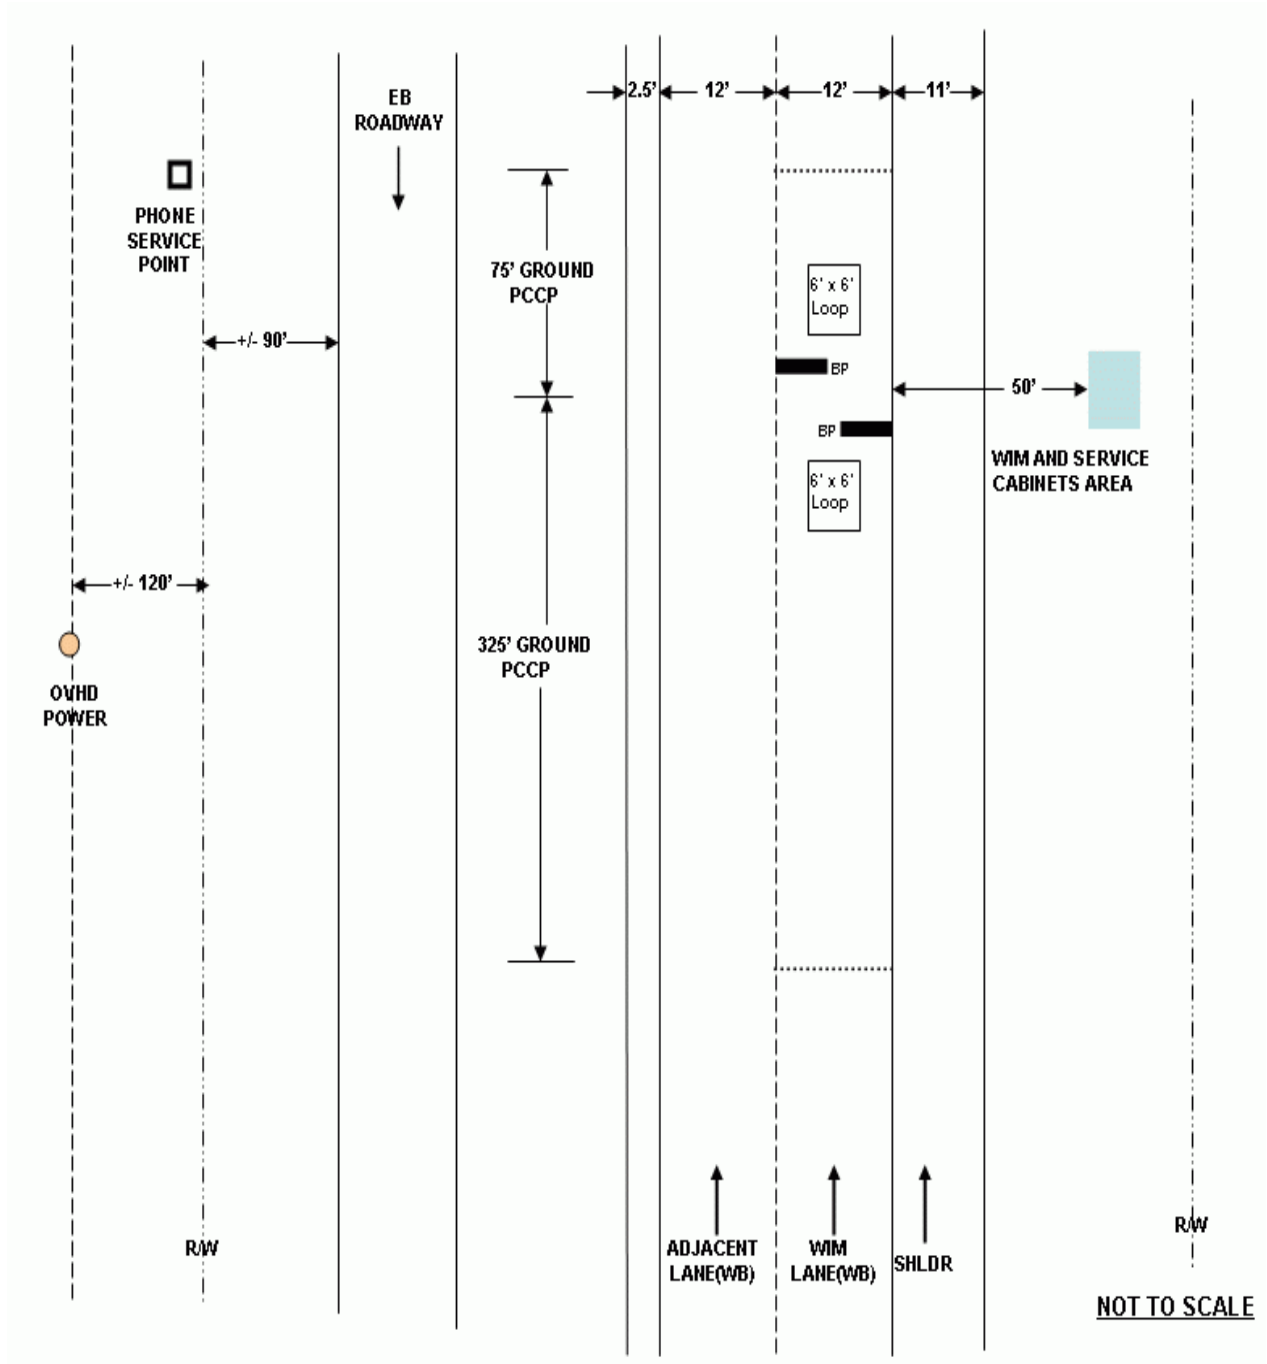 2.5' 12' 12' 11'
EB
ROADWAY
PHONE
SERVICE
POINT
75' GROUND
PCCP
6' x 6'
Loop
+/- 90'
BP
50'
BP
WIM AND SERVICE
CABINETS AREA
6' x 6'
Loop
+/- 120'
325' GROUND
PCCP
OVHD
POWER
R/W
R/W
ADJACENT
LANE(WB)
WIM
LANE(WB)
SHLDR
NOT TO SCALE